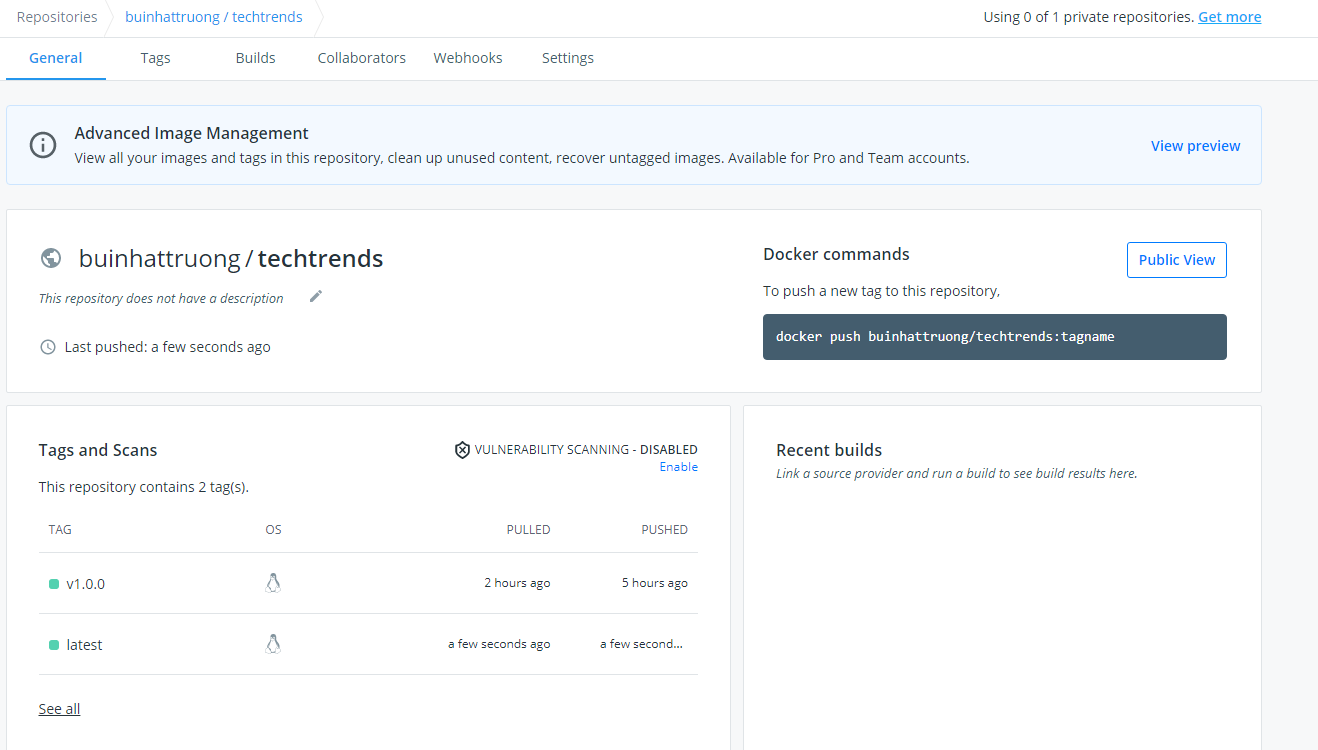 Repositories buinhattruong / techtrends Using 0 of 1 private repositories. Get more
General Tags Builds Collaborators Webhooks Settings
Advanced Image Management
View all your images and tags in this repository, clean up unused content, recover untagged images. Available for Pro and Team accounts.
View preview
buinhattruong / techtrends
This repository does not have a description
Last pushed: a few seconds ago
Docker commands
Public View
To push a new tag to this repository,
docker push buinhattruong/techtrends:tagname
Tags and Scans
VULNERABILITY SCANNING - DISABLED
Enable
This repository contains 2 tag(s).
TAG OS PULLED PUSHED
v1.0.0 2 hours ago 5 hours ago
latest a few seconds ago a few second...
See all
Recent builds
Link a source provider and run a build to see build results here.